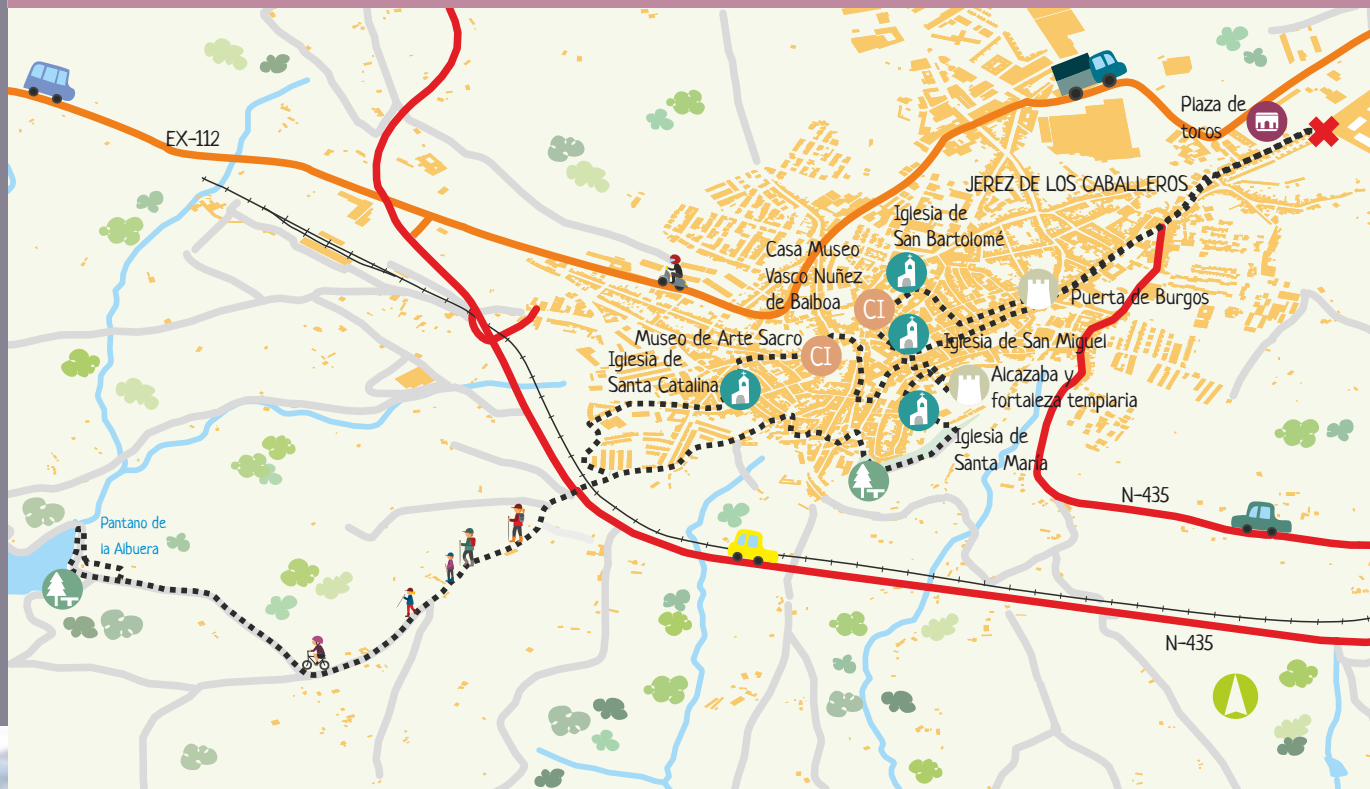 EX-112
Plaza de
toros
JEREZ DE LOS CABALLEROS
Iglesia de
San Bartolomé
Casa Museo
Vasco Nuñez
de Balboa
CI
Puerta de Burgos
Museo de Arte Sacro
CI
Iglesia de San Miguel
Iglesia de
Santa Catalina
Alcazaba y
fortaleza templaria
Iglesia de
Santa María
N-435
Pantano de
la Albuera
N-435